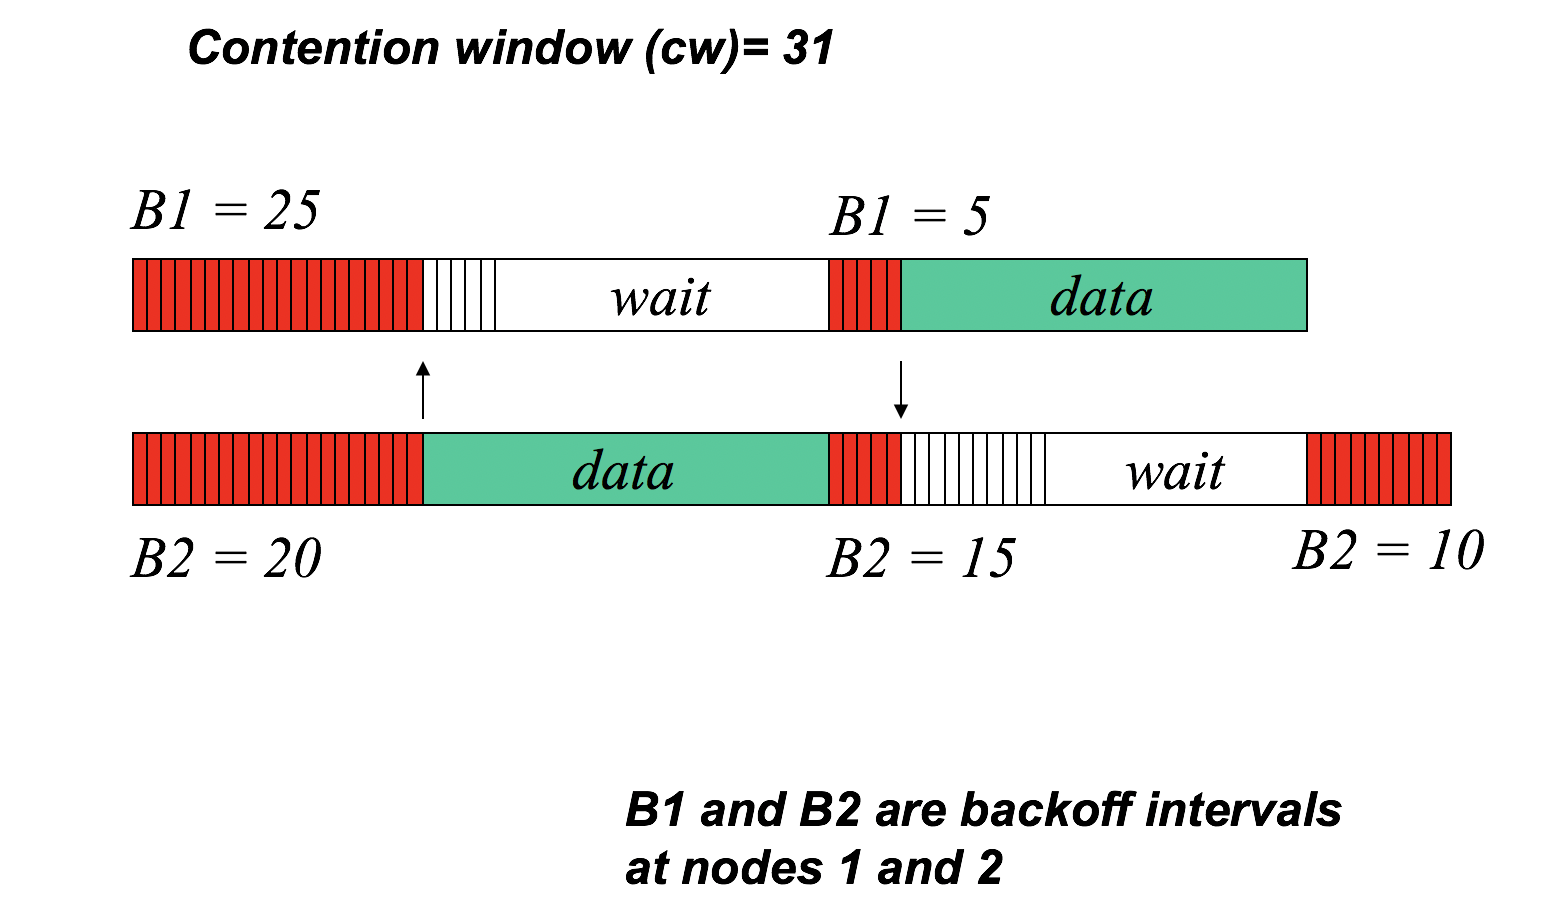 Contention window (cw)= 31
B1 = 25
B1 = 5
wait
data
data
wait
B2 = 20
B2 = 15
B2 = 10
B1 and B2 are backoff intervals
at nodes 1 and 2